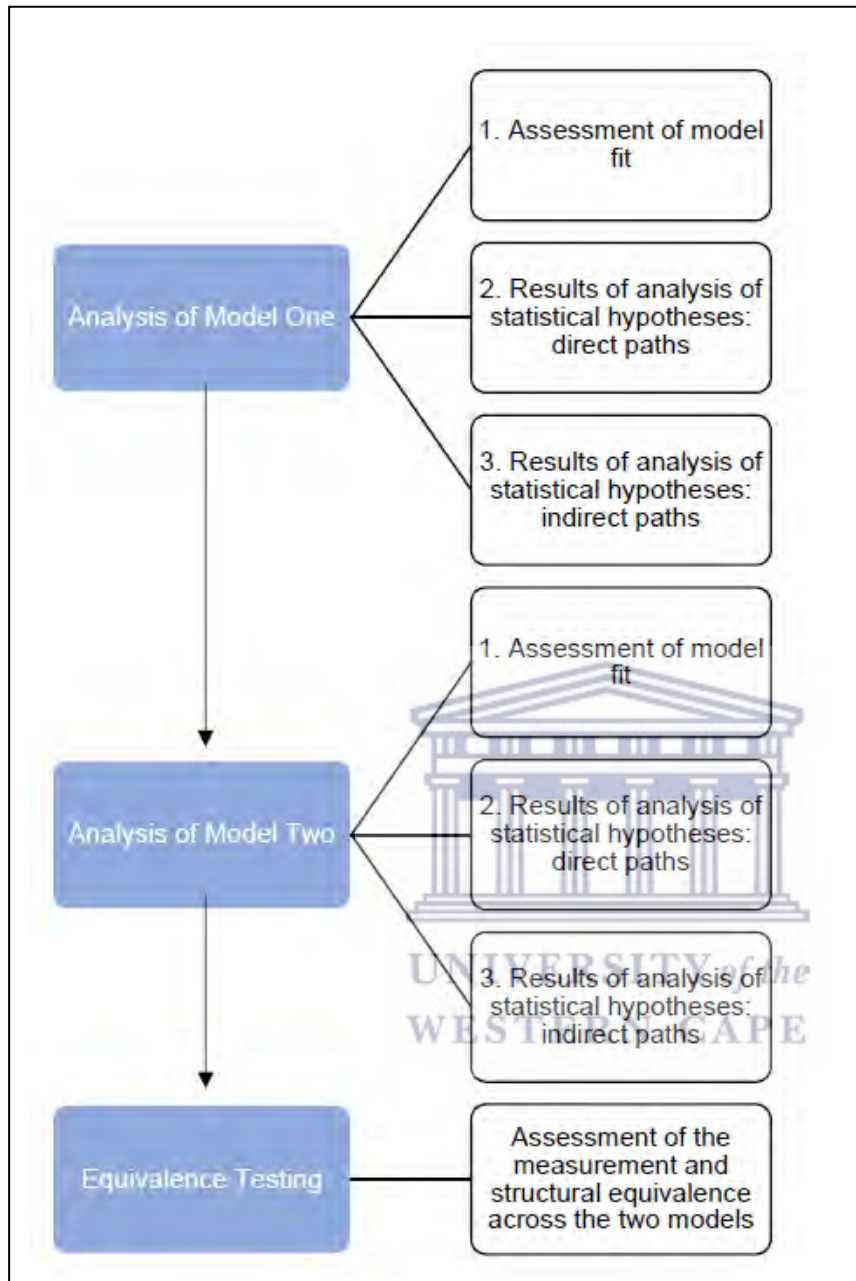 1. Assessment of model
fit
Analysis of Model One
2. Results of analysis of
statistical hypotheses:
direct paths
3. Results of analysis of
statistical hypotheses:
indirect paths
1. Assessment of model
fit
Analysis of Model Two
2. Results of analysis of
statistical hypotheses:
direct paths
3. Results of analysis of
statistical hypotheses:
indirect paths
UNIVERSITY of the
WESTERN CAPE
Equivalence Testing
Assessment of the
measurement and
structural equivalence
across the two models